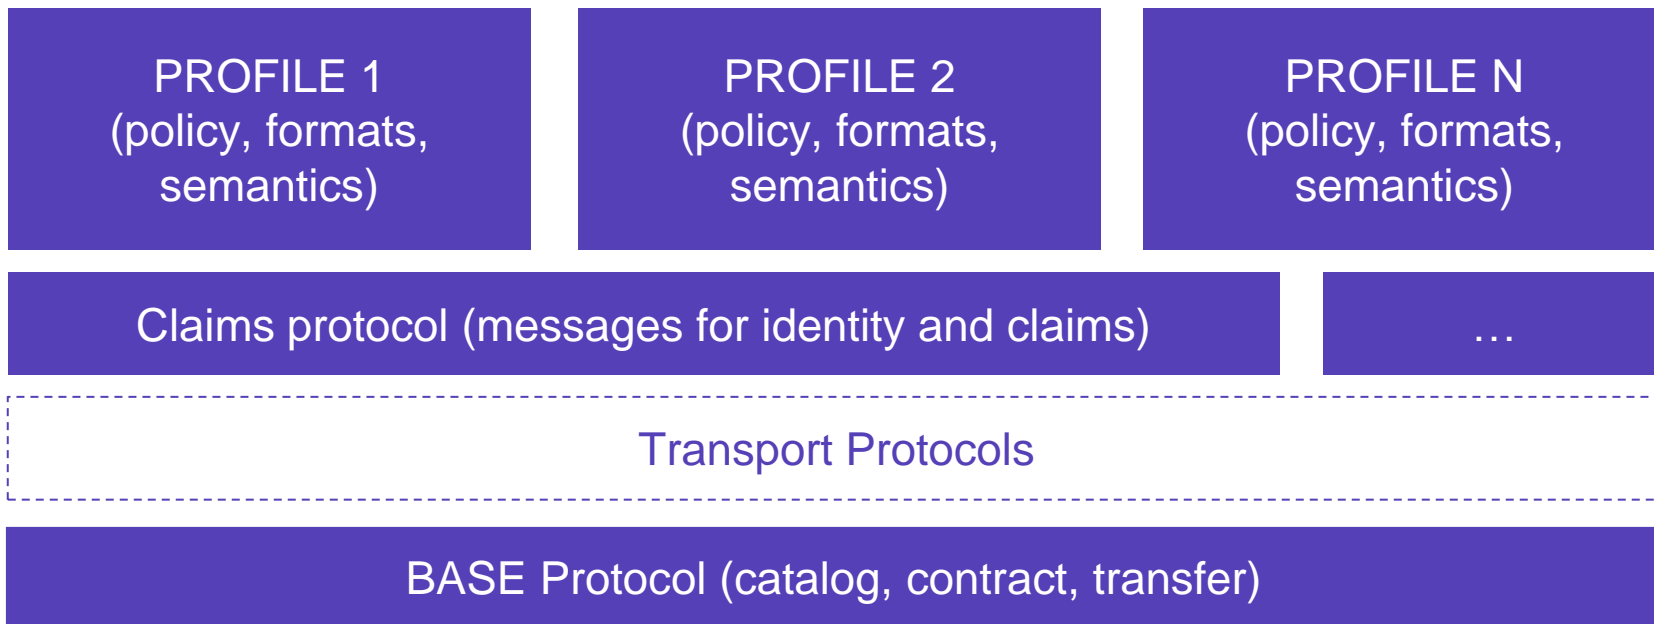 PROFILE 1
(policy, formats,
semantics)
PROFILE 2
(policy, formats,
semantics)
PROFILE N
(policy, formats,
semantics)
Claims protocol (messages for identity and claims)
…
Transport Protocols
BASE Protocol (catalog, contract, transfer)